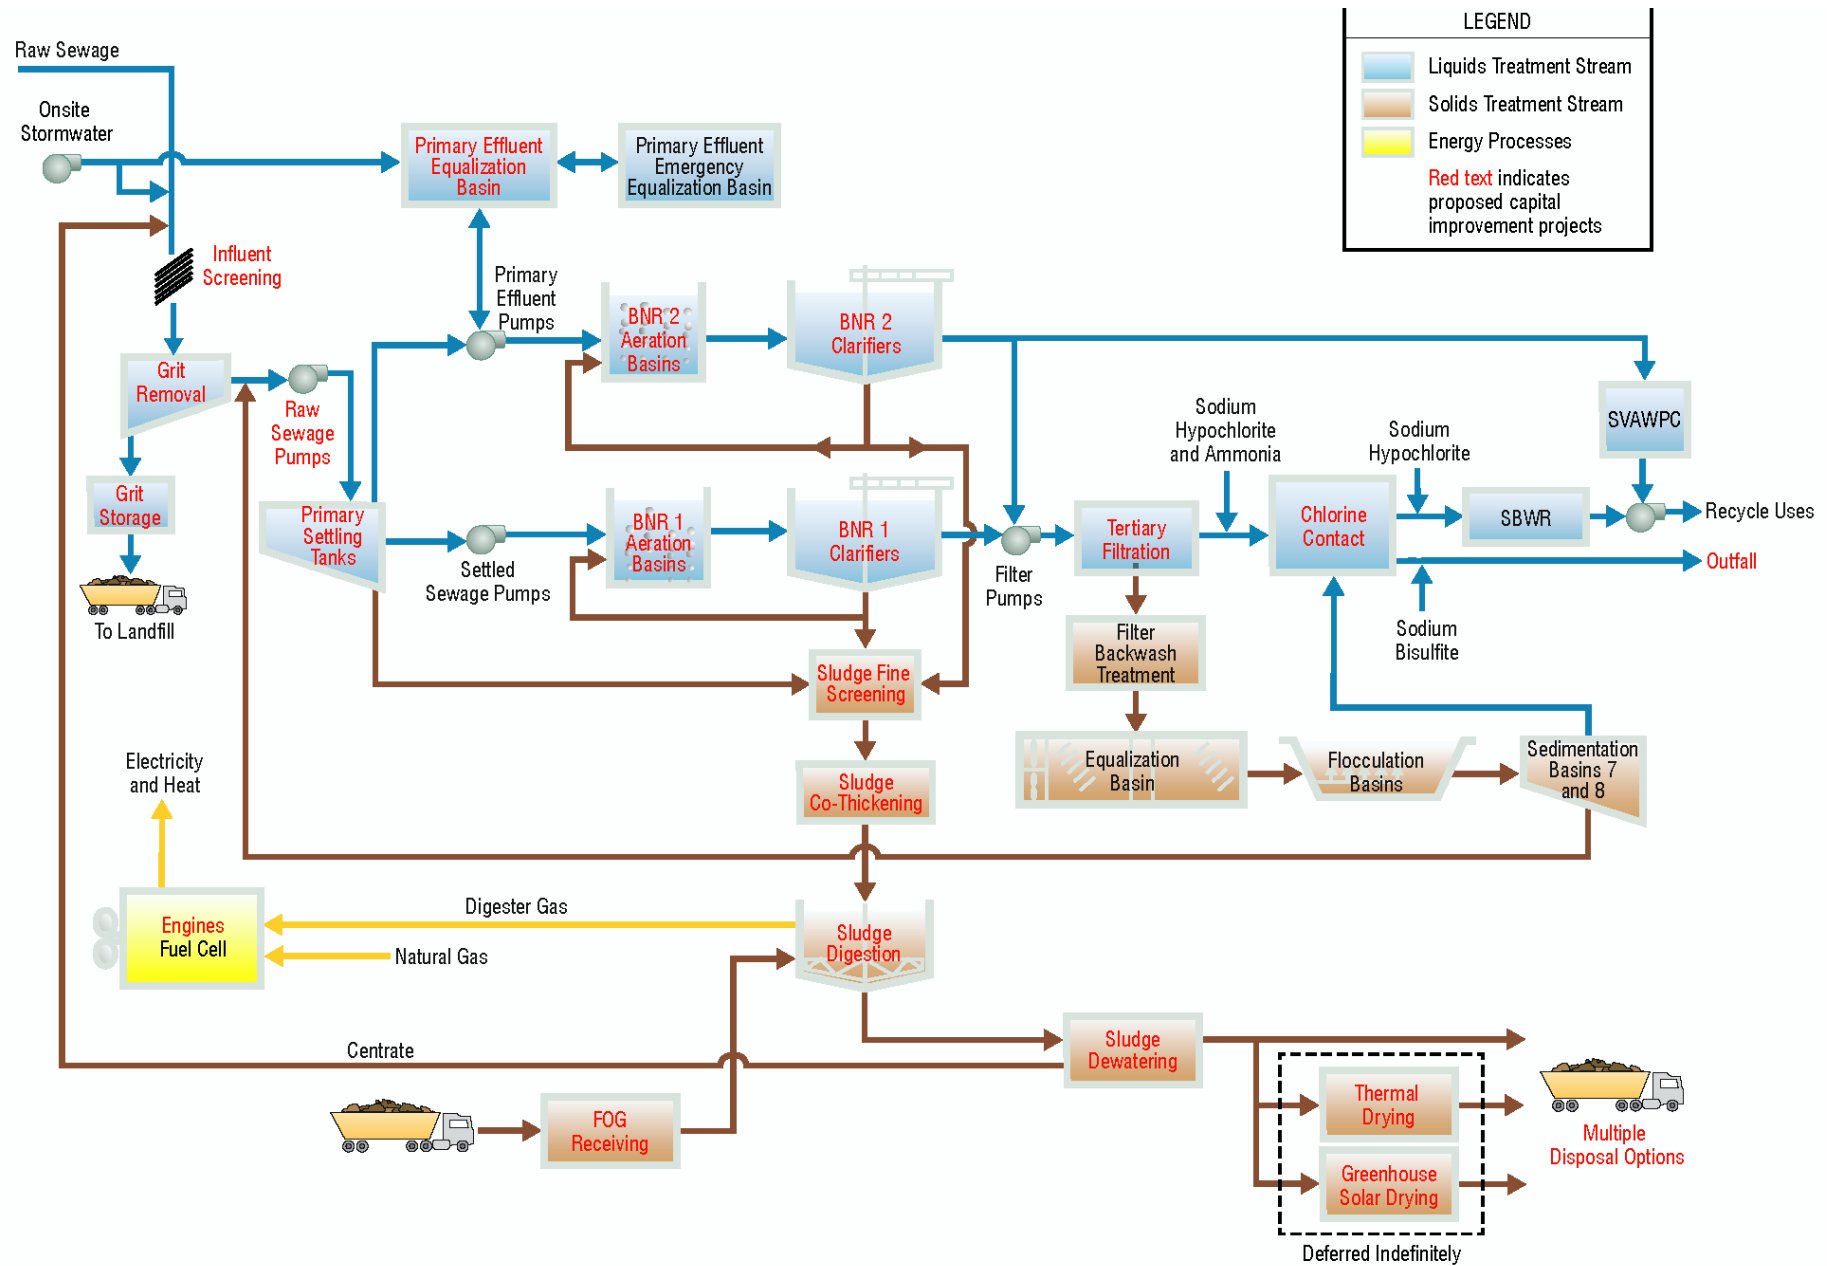 LEGEND
Liquids Treatment Stream
Solids Treatment Stream
Energy Processes
Red text indicates
proposed capital
improvement projects
Raw Sewage
Onsite
Stormwater
Primary Effluent
Equalization
Basin
Primary Effluent
Emergency
Equalization Basin
Influent
Screening
Primary
Effluent
Pumps
BNR 2
Aeration
Basins
BNR 2
Clarifiers
Grit
Removal
Raw
Sewage
Pumps
SVAWPC
Sodium
Hypochlorite
and Ammonia
Sodium
Hypochlorite
Grit
Storage
Primary
Settling
Tanks
Settled
Sewage Pumps
BNR 1
Aeration
Basins
BNR 1
Clarifiers
Filter
Pumps
Tertiary
Filtration
Chlorine
Contact
SBWR
Recycle Uses
Outfall
Sodium
Bisulfite
To Landfill
Filter
Backwash
Treatment
Sludge Fine
Screening
Equalization
Basin
Flocculation
Basins
Sedimentation
Basins 7
and 8
Electricity
and Heat
Sludge
Co-Thickening
Engines
Fuel Cell
Digester Gas
Natural Gas
Sludge
Digestion
Centrate
Sludge
Dewatering
FOG
Receiving
Thermal
Drying
Greenhouse
Solar Drying
Multiple
Disposal Options
Deferred Indefinitely